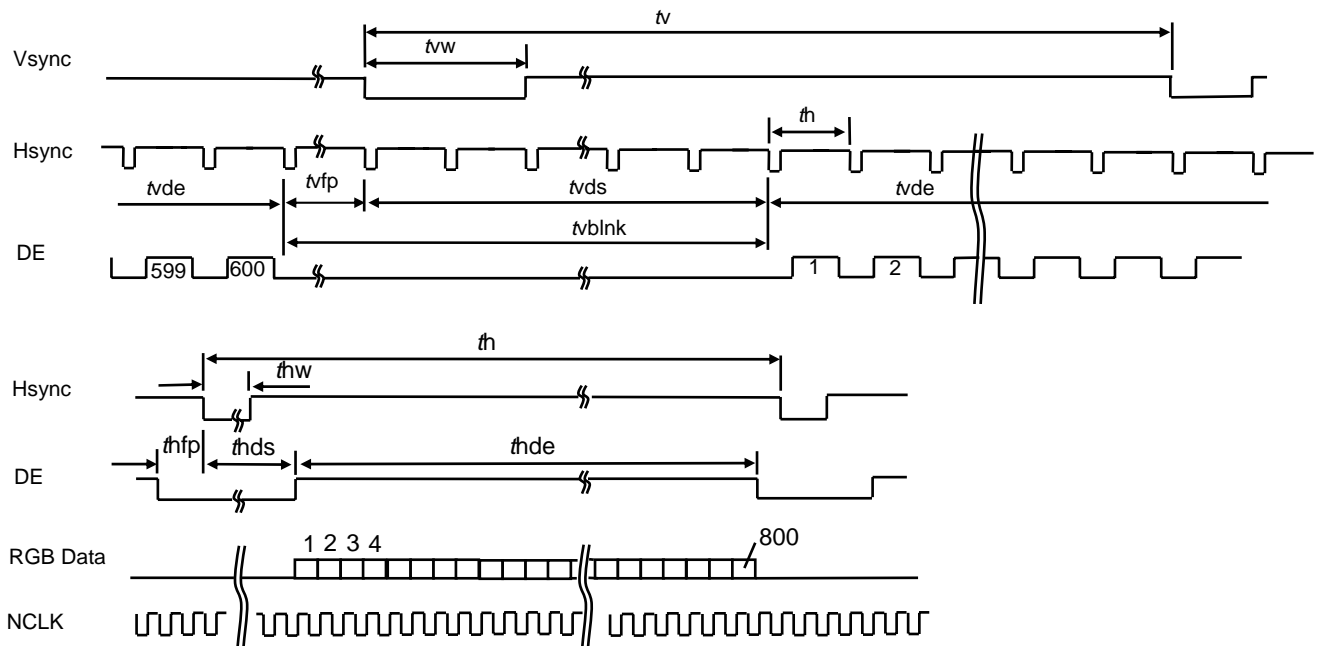 tv
tvw
Vsync
th
Hsync
tvde
tvfp
tvds
tvde
tvblnk
DE
599
600
1
2
th
thw
Hsync
thfp
thds
thde
DE
1 2 3 4
800
RGB Data
NCLK